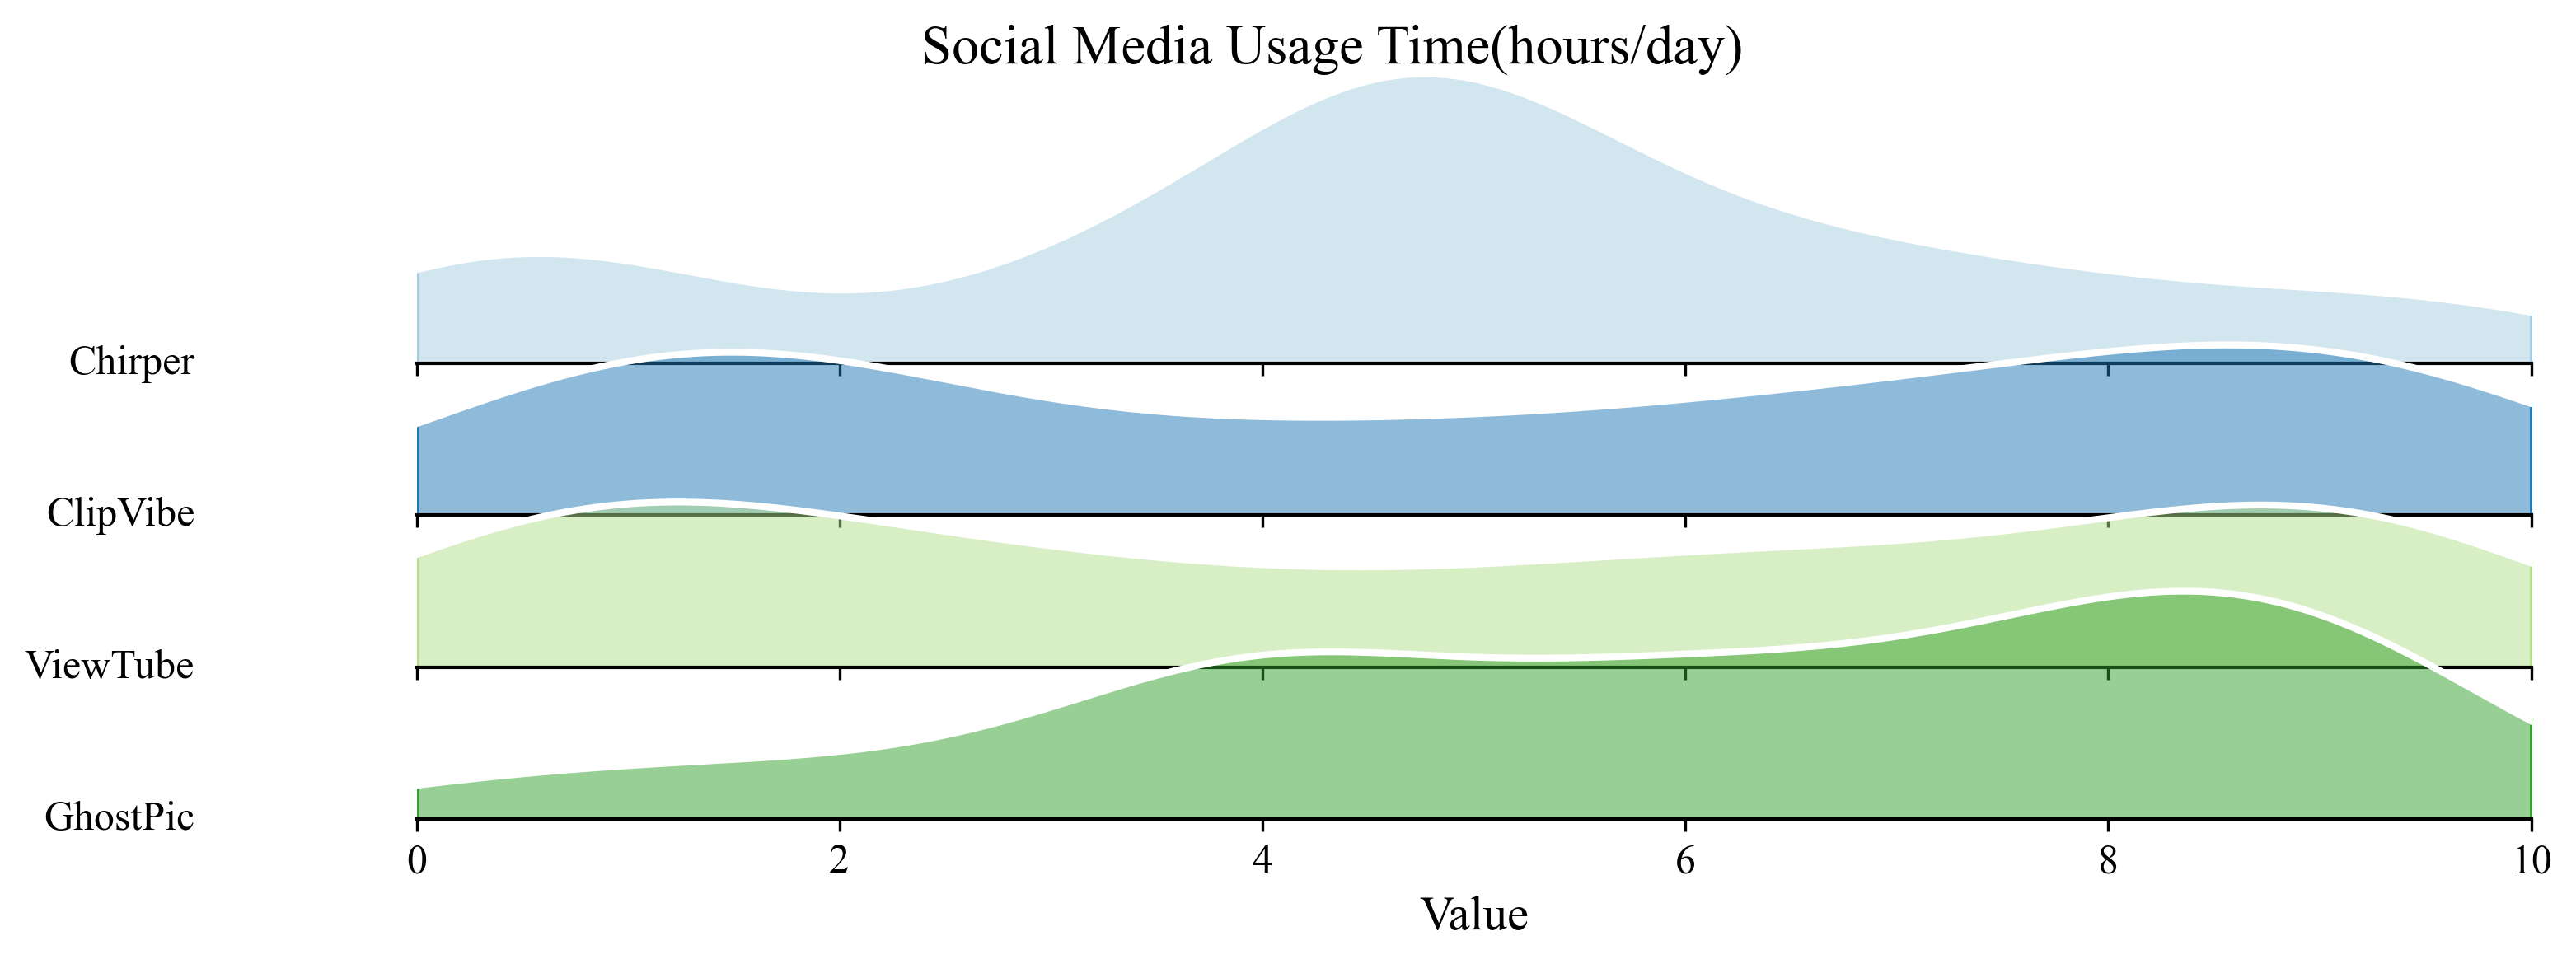 Social Media Usage Time(hours/day)
Chirper
ClipVibe
ViewTube
GhostPic
0 2 4 6 8 10
Value